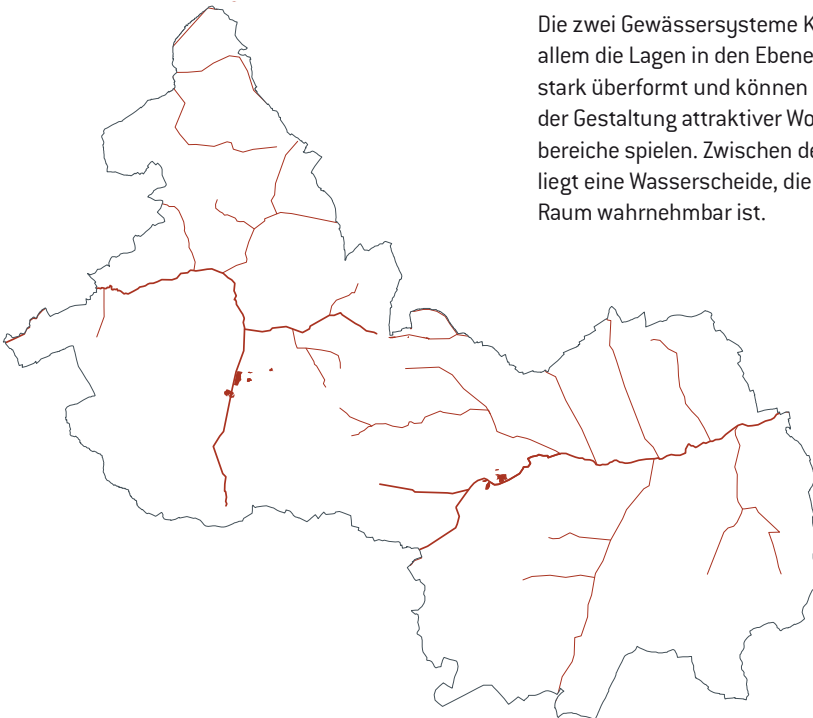 Die zwei Gewässersysteme K
allem die Lagen in den Ebene
stark überformt und können
der Gestaltung attraktiver Wo
bereiche spielen. Zwischen de
liegt eine Wasserscheide, die
Raum wahrnehmbar ist.